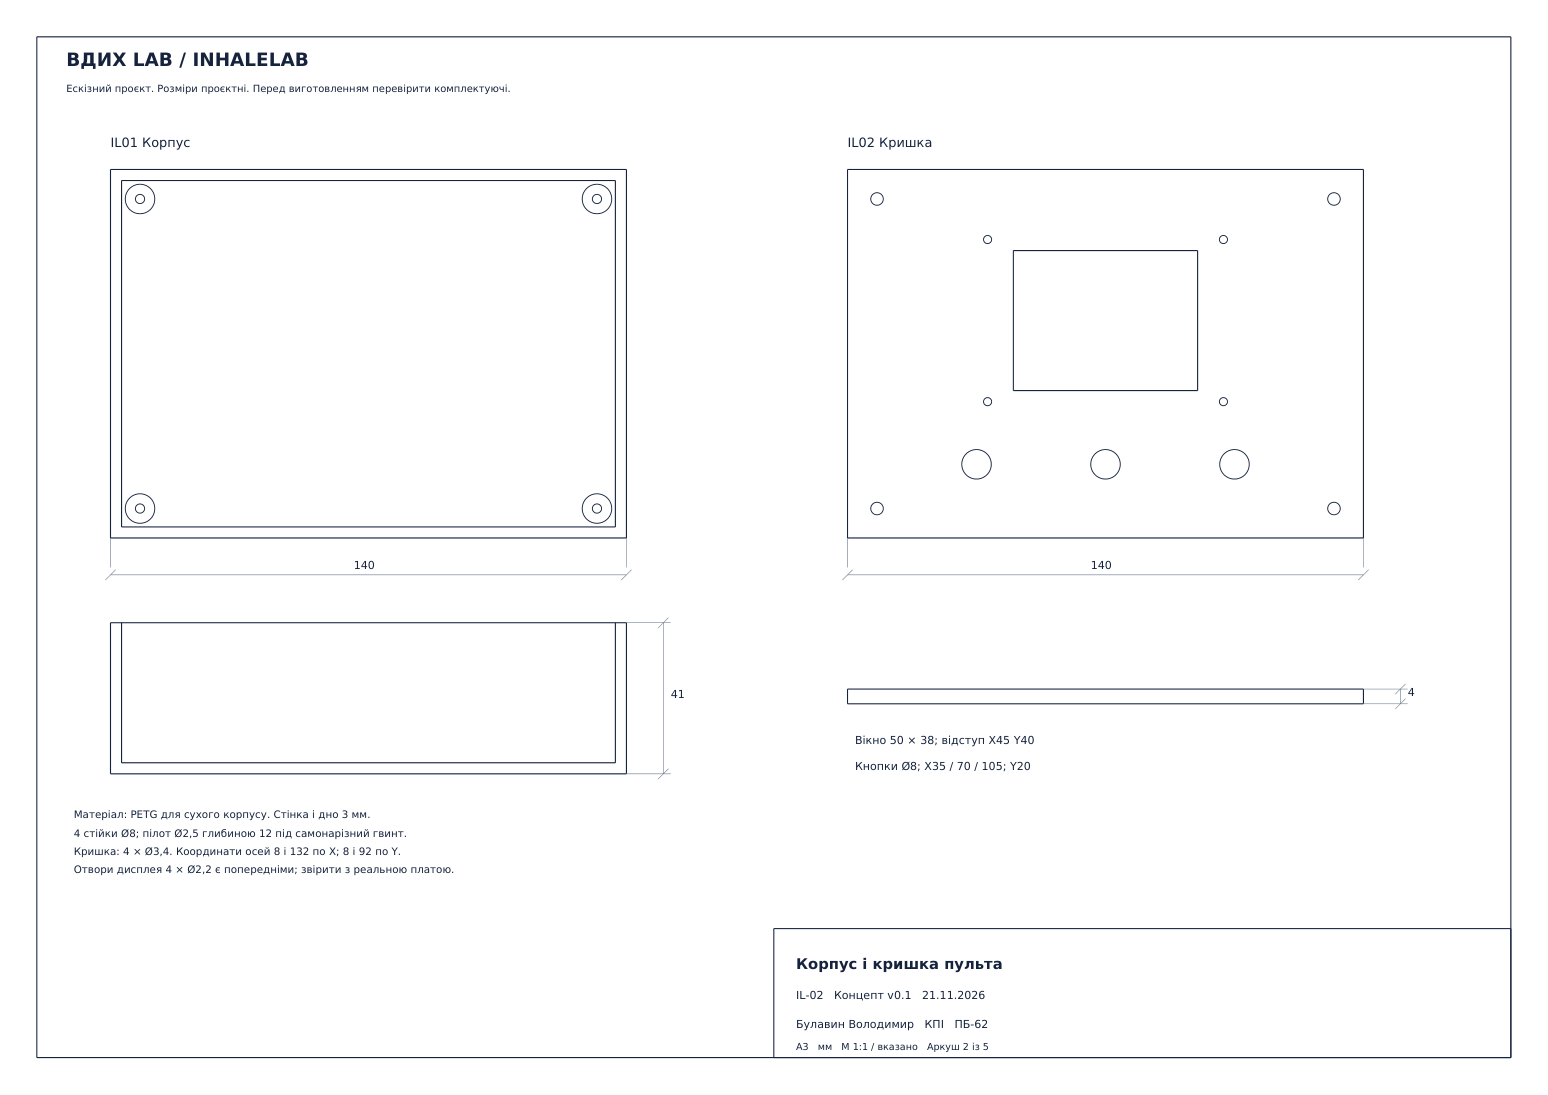 ВДИХ LAB / INHALELAB
Ескізний проєкт. Розміри проєктні. Перед виготовленням перевірити комплектуючі.
IL01 Корпус
IL02 Кришка
140
140
41
4
Вікно 50 × 38; відступ X45 Y40
Кнопки Ø8; X35 / 70 / 105; Y20
Матеріал: PETG для сухого корпусу. Стінка і дно 3 мм.
4 стійки Ø8; пілот Ø2,5 глибиною 12 під самонарізний гвинт.
Кришка: 4 × Ø3,4. Координати осей 8 і 132 по X; 8 і 92 по Y.
Отвори дисплея 4 × Ø2,2 є попередніми; звірити з реальною платою.
Корпус і кришка пульта
IL-02 Концепт v0.1 21.11.2026
Булавин Володимир КПІ ПБ-62
А3 мм М 1:1 / вказано Аркуш 2 із 5